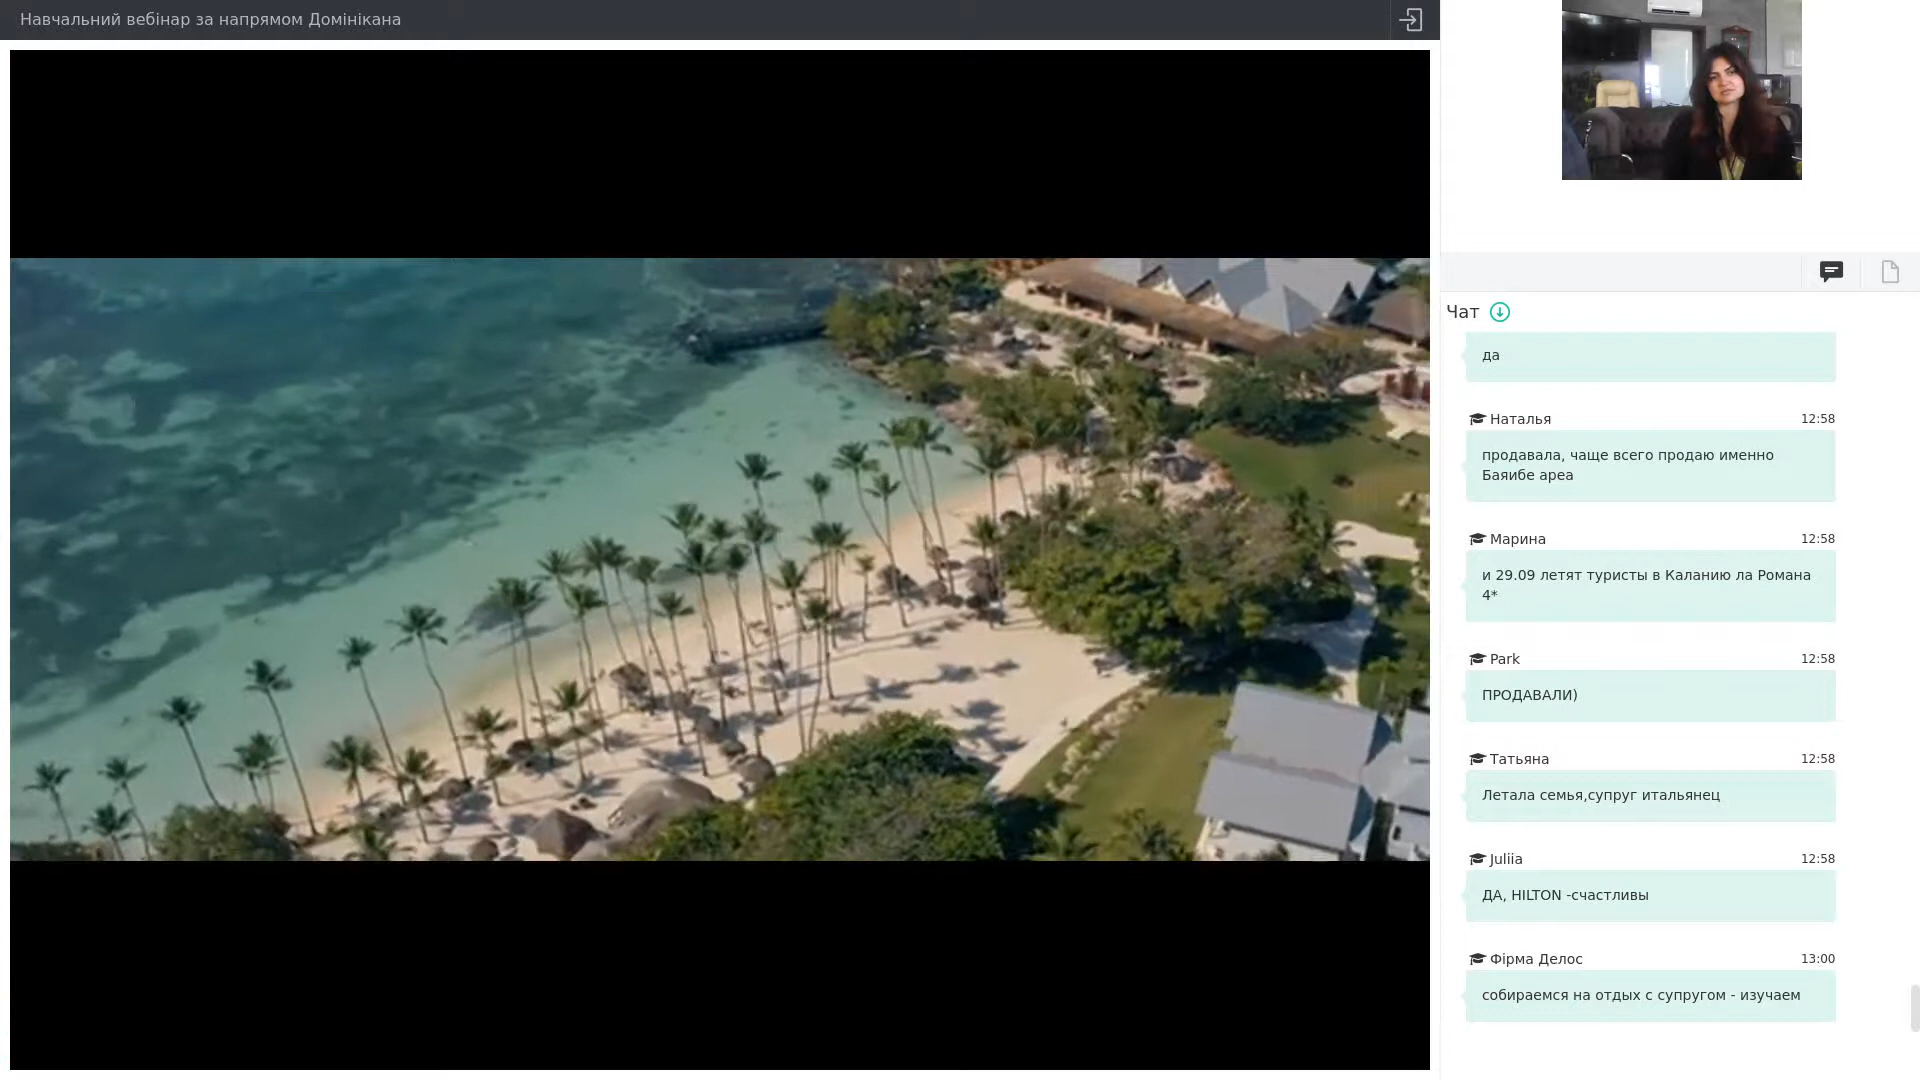 Навчальний вебінар за напрямом Домінікана
Чат
да
Наталья 12:58
продавала, чаще всего продаю именно
Баяибе ареа
Марина 12:58
и 29.09 летят туристы в Каланию ла Романа
4*
Park 12:58
ПРОДАВАЛИ)
Татьяна 12:58
Летала семья,супруг итальянец
Juliia 12:58
ДА, HILTON -счастливы
Фірма Делос 13:00
собираемся на отдых с супругом - изучаем